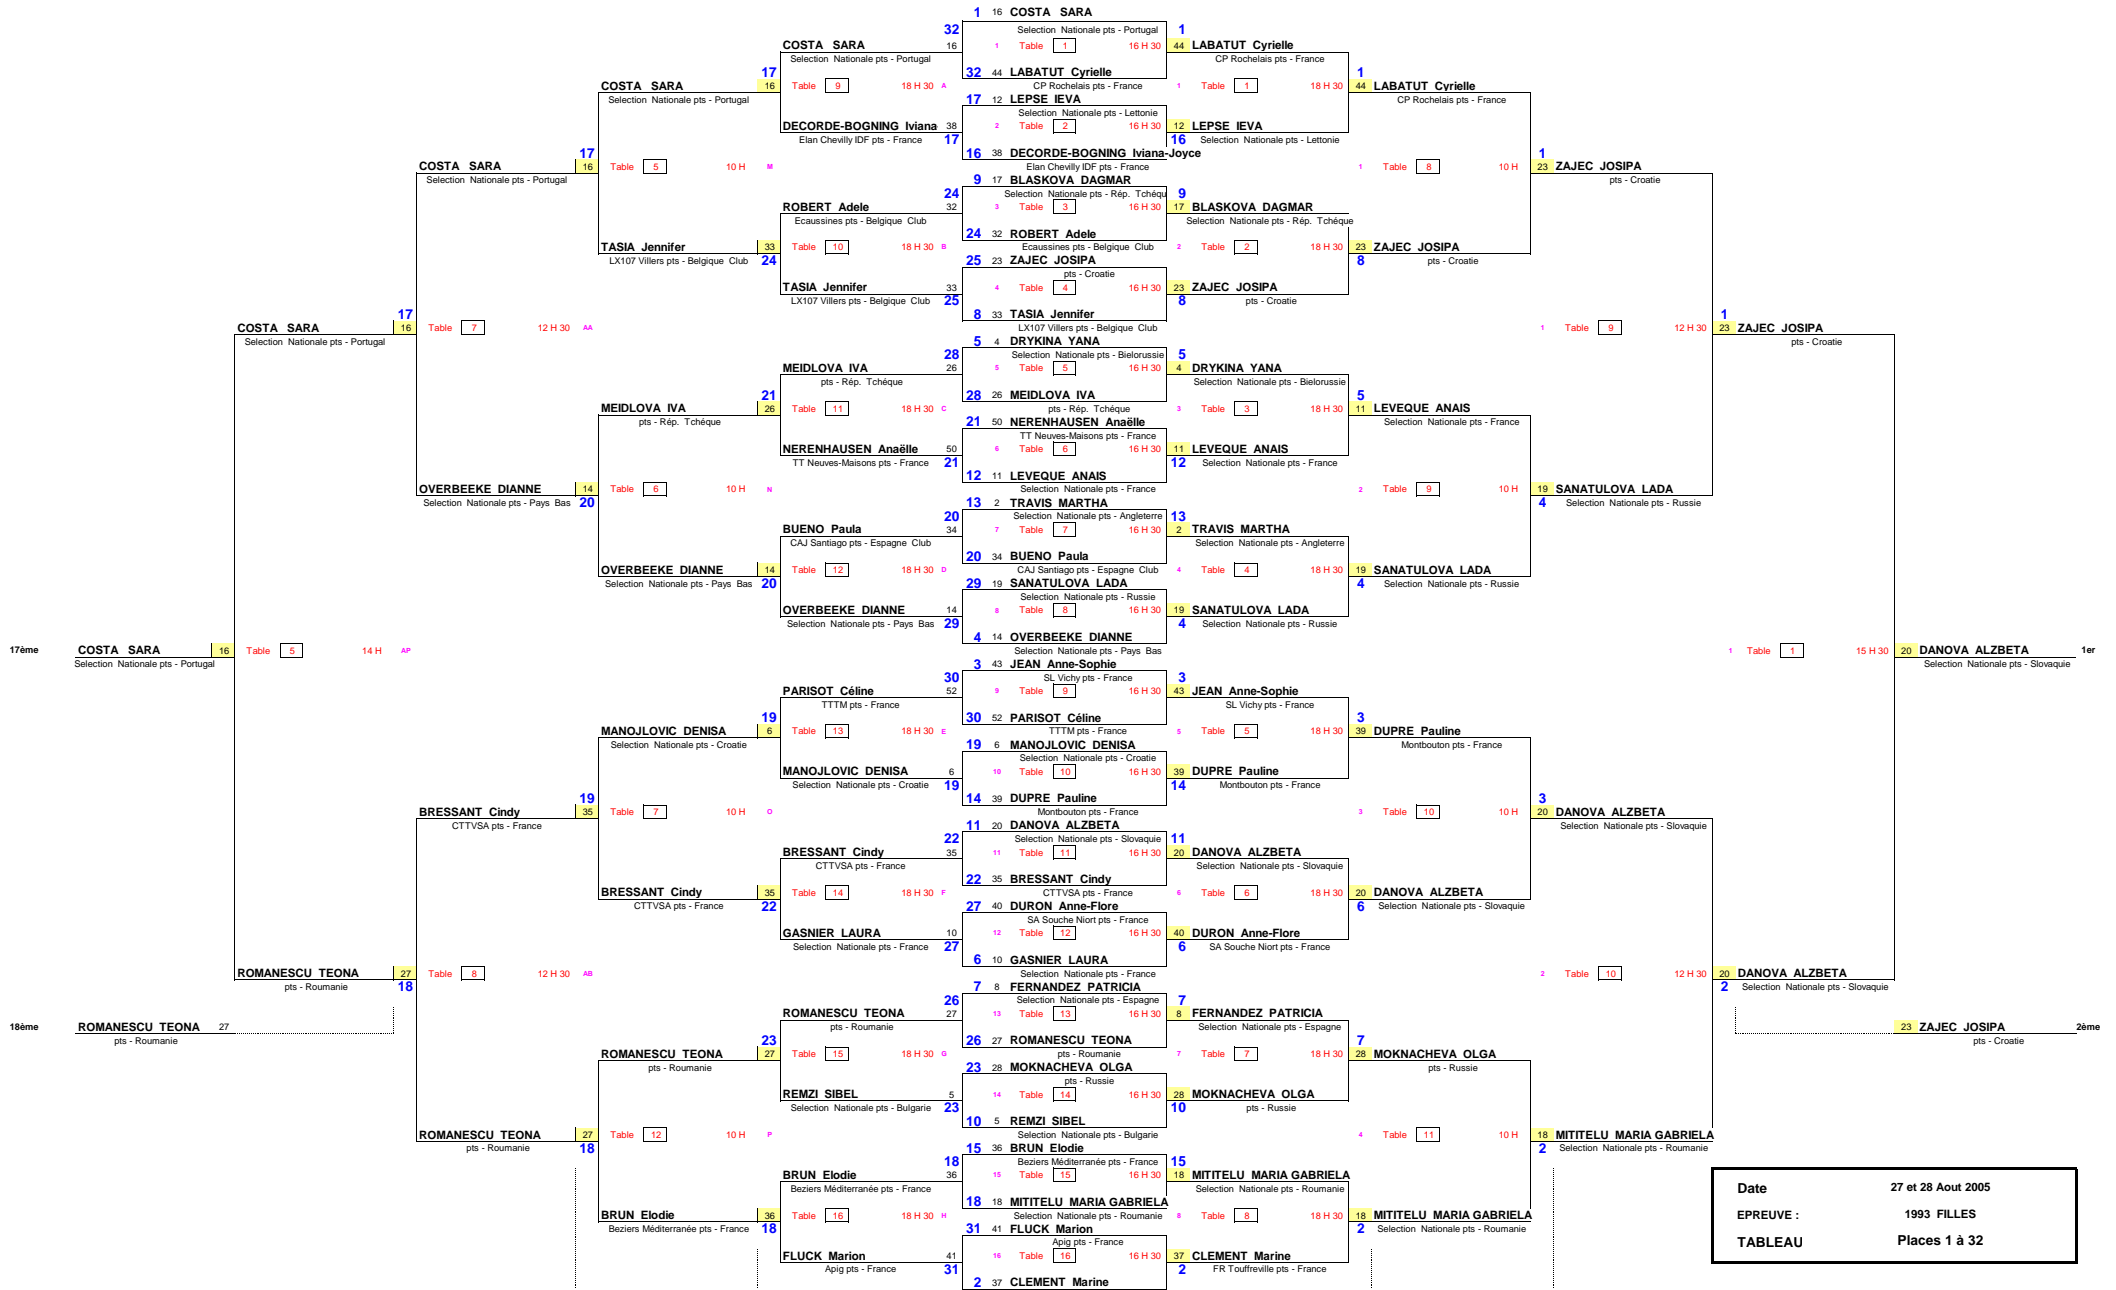 1 16 COSTA SARA
32 Selection Nationale pts - Portugal 1
COSTA SARA 16 1 Table 1 16 H 30 44 LABATUT Cyrielle
Selection Nationale pts - Portugal CP Rochelais pts - France
17 32 44 LABATUT Cyrielle 1
COSTA SARA 16 Table 9 18 H 30 A CP Rochelais pts - France 1 Table 1 18 H 30 44 LABATUT Cyrielle
Selection Nationale pts - Portugal 17 12 LEPSE IEVA CP Rochelais pts - France
Selection Nationale pts - Lettonie
DECORDE-BOGNING Iviana 38 2 Table 2 16 H 30 12 LEPSE IEVA
Elan Chevilly IDF pts - France 17 16 Selection Nationale pts - Lettonie
17 16 38 DECORDE-BOGNING Iviana-Joyce 1
COSTA SARA 16 Table 5 10 H M Elan Chevilly IDF pts - France 1 Table 8 10 H 23 ZAJEC JOSIPA
Selection Nationale pts - Portugal 9 17 BLASKOVA DAGMAR pts - Croatie
24 Selection Nationale pts - Rép. Tchéqu 9
ROBERT Adele 32 3 Table 3 16 H 30 17 BLASKOVA DAGMAR
Ecaussines pts - Belgique Club Selection Nationale pts - Rép. Tchéque
24 32 ROBERT Adele
TASIA Jennifer 33 Table 10 18 H 30 B Ecaussines pts - Belgique Club 2 Table 2 18 H 30 23 ZAJEC JOSIPA
LX107 Villers pts - Belgique Club 24 25 23 ZAJEC JOSIPA 8 pts - Croatie
pts - Croatie
TASIA Jennifer 33 4 Table 4 16 H 30 23 ZAJEC JOSIPA
LX107 Villers pts - Belgique Club 25 8 pts - Croatie
17 8 33 TASIA Jennifer 1
COSTA SARA 16 Table 7 12 H 30 AA LX107 Villers pts - Belgique Club 1 Table 9 12 H 30 23 ZAJEC JOSIPA
Selection Nationale pts - Portugal 5 4 DRYKINA YANA pts - Croatie
28 Selection Nationale pts - Bielorussie 5
MEIDLOVA IVA 26 5 Table 5 16 H 30 4 DRYKINA YANA
pts - Rép. Tchéque Selection Nationale pts - Bielorussie
21 28 26 MEIDLOVA IVA 5
MEIDLOVA IVA 26 Table 11 18 H 30 C pts - Rép. Tchéque 3 Table 3 18 H 30 11 LEVEQUE ANAIS
pts - Rép. Tchéque 21 50 NERENHAUSEN Anaëlle Selection Nationale pts - France
TT Neuves-Maisons pts - France
NERENHAUSEN Anaëlle 50 6 Table 6 16 H 30 11 LEVEQUE ANAIS
TT Neuves-Maisons pts - France 21 12 Selection Nationale pts - France
12 11 LEVEQUE ANAIS
OVERBEEKE DIANNE 14 Table 6 10 H N Selection Nationale pts - France 2 Table 9 10 H 19 SANATULOVA LADA
Selection Nationale pts - Pays Bas 20 13 2 TRAVIS MARTHA 4 Selection Nationale pts - Russie
20 Selection Nationale pts - Angleterre 13
BUENO Paula 34 7 Table 7 16 H 30 2 TRAVIS MARTHA
CAJ Santiago pts - Espagne Club Selection Nationale pts - Angleterre
20 34 BUENO Paula
OVERBEEKE DIANNE 14 Table 12 18 H 30 D CAJ Santiago pts - Espagne Club 4 Table 4 18 H 30 19 SANATULOVA LADA
Selection Nationale pts - Pays Bas 20 29 19 SANATULOVA LADA 4 Selection Nationale pts - Russie
Selection Nationale pts - Russie
OVERBEEKE DIANNE 14 8 Table 8 16 H 30 19 SANATULOVA LADA
Selection Nationale pts - Pays Bas 29 4 Selection Nationale pts - Russie
4 14 OVERBEEKE DIANNE
17ème COSTA SARA 16 Table 5 14 H AP Selection Nationale pts - Pays Bas 1 Table 1 15 H 30 20 DANOVA ALZBETA 1er
Selection Nationale pts - Portugal 3 43 JEAN Anne-Sophie Selection Nationale pts - Slovaquie
30 SL Vichy pts - France 3
PARISOT Céline 52 9 Table 9 16 H 30 43 JEAN Anne-Sophie
TTTM pts - France SL Vichy pts - France
19 30 52 PARISOT Céline 3
MANOJLOVIC DENISA 6 Table 13 18 H 30 E TTTM pts - France 5 Table 5 18 H 30 39 DUPRE Pauline
Selection Nationale pts - Croatie 19 6 MANOJLOVIC DENISA Montbouton pts - France
Selection Nationale pts - Croatie
MANOJLOVIC DENISA 6 10 Table 10 16 H 30 39 DUPRE Pauline
Selection Nationale pts - Croatie 19 14 Montbouton pts - France
19 14 39 DUPRE Pauline 3
BRESSANT Cindy 35 Table 7 10 H O Montbouton pts - France 3 Table 10 10 H 20 DANOVA ALZBETA
CTTVSA pts - France 11 20 DANOVA ALZBETA Selection Nationale pts - Slovaquie
22 Selection Nationale pts - Slovaquie 11
BRESSANT Cindy 35 11 Table 11 16 H 30 20 DANOVA ALZBETA
CTTVSA pts - France Selection Nationale pts - Slovaquie
22 35 BRESSANT Cindy
BRESSANT Cindy 35 Table 14 18 H 30 F CTTVSA pts - France 6 Table 6 18 H 30 20 DANOVA ALZBETA
CTTVSA pts - France 22 27 40 DURON Anne-Flore 6 Selection Nationale pts - Slovaquie
SA Souche Niort pts - France
GASNIER LAURA 10 12 Table 12 16 H 30 40 DURON Anne-Flore
Selection Nationale pts - France 27 6 SA Souche Niort pts - France
6 10 GASNIER LAURA
ROMANESCU TEONA 27 Table 8 12 H 30 AB Selection Nationale pts - France 2 Table 10 12 H 30 20 DANOVA ALZBETA
pts - Roumanie 18 7 8 FERNANDEZ PATRICIA 2 Selection Nationale pts - Slovaquie
26 Selection Nationale pts - Espagne 7
ROMANESCU TEONA 27 13 Table 13 16 H 30 8 FERNANDEZ PATRICIA
18ème ROMANESCU TEONA 27 pts - Roumanie Selection Nationale pts - Espagne 23 ZAJEC JOSIPA 2ème
pts - Roumanie 23 26 27 ROMANESCU TEONA 7 pts - Croatie
ROMANESCU TEONA 27 Table 15 18 H 30 G pts - Roumanie 7 Table 7 18 H 30 28 MOKNACHEVA OLGA
pts - Roumanie 23 28 MOKNACHEVA OLGA pts - Russie
pts - Russie
REMZI SIBEL 5 14 Table 14 16 H 30 28 MOKNACHEVA OLGA
Selection Nationale pts - Bulgarie 23 10 pts - Russie
10 5 REMZI SIBEL
ROMANESCU TEONA 27 Table 12 10 H P Selection Nationale pts - Bulgarie 4 Table 11 10 H 18 MITITELU MARIA GABRIELA
pts - Roumanie 18 15 36 BRUN Elodie 2 Selection Nationale pts - Roumanie
18 Beziers Méditerranée pts - France 15
BRUN Elodie 36 15 Table 15 16 H 30 18 MITITELU MARIA GABRIELA
Beziers Méditerranée pts - France Selection Nationale pts - Roumanie
18 18 MITITELU MARIA GABRIELA
BRUN Elodie 36 Table 16 18 H 30 H Selection Nationale pts - Roumanie 8 Table 8 18 H 30 18 MITITELU MARIA GABRIELA
Beziers Méditerranée pts - France 18 31 41 FLUCK Marion 2 Selection Nationale pts - Roumanie
Apig pts - France
FLUCK Marion 41 16 Table 16 16 H 30 37 CLEMENT Marine
Apig pts - France 31 2 FR Touffreville pts - France
2 37 CLEMENT Marine
Date 27 et 28 Aout 2005
EPREUVE : 1993 FILLES
TABLEAU Places 1 à 32